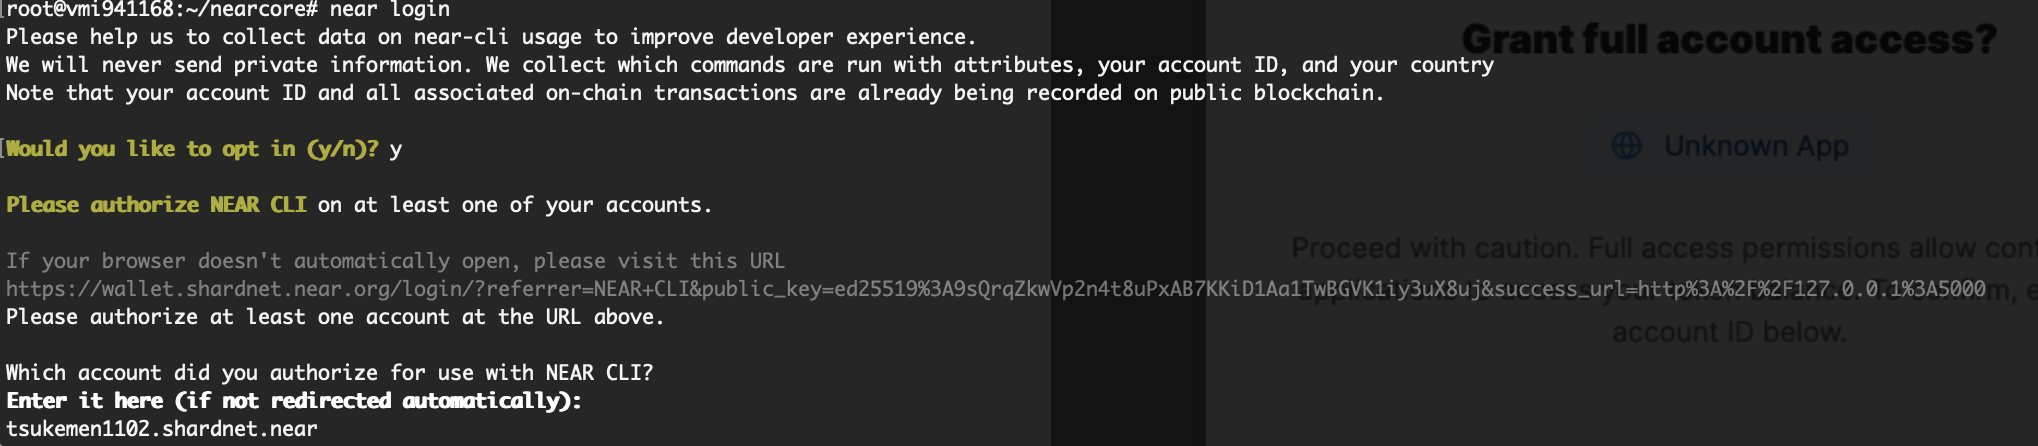 root@vmi941168:~/nearcore# near login
Please help us to collect data on near-cli usage to improve developer experience.
We will never send private information. We collect which commands are run with attributes, your account ID, and your country
Note that your account ID and all associated on-chain transactions are already being recorded on public blockchain.
Would you like to opt in (y/n)? y
Please authorize NEAR CLI on at least one of your accounts.
If your browser doesn't automatically open, please visit this URL
https://wallet.shardnet.near.org/login/?referrer=NEAR+CLI&public_key=ed25519%3A9sQrqZkwVp2n4t8uPxAB7KKiD1Aa1TwBGVK1iy3uX8uj&success_url=http%3A%2F%2F127.0.0.1%3A5000
Please authorize at least one account at the URL above.
Which account did you authorize for use with NEAR CLI?
Enter it here (if not redirected automatically):
tsukemen1102.shardnet.near
Grant full account access?
Unknown App
Proceed with caution. Full access permissions allow
account ID below.